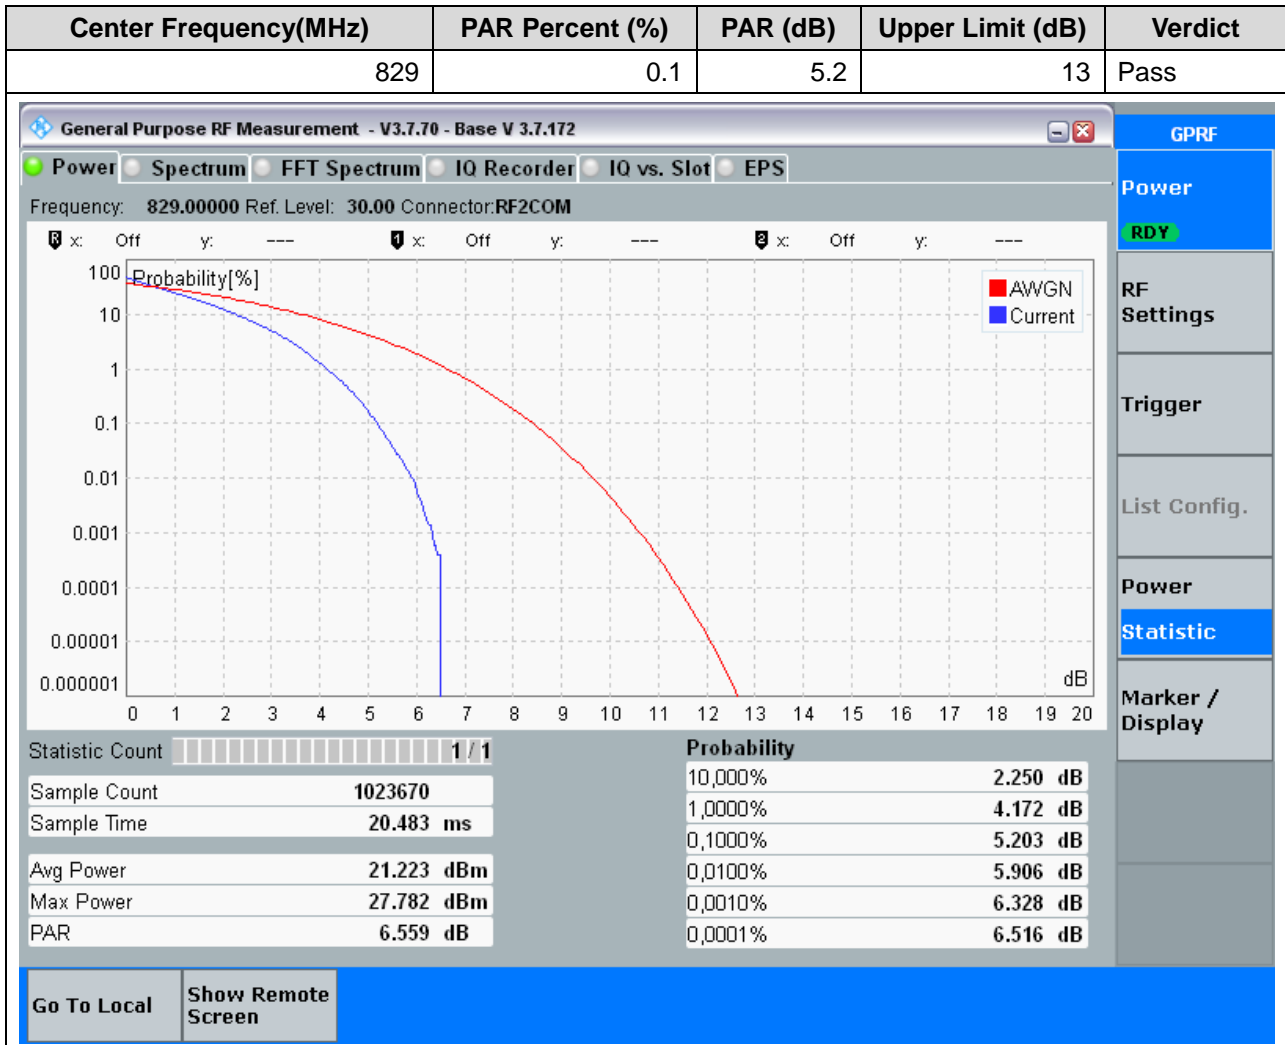 Center Frequency(MHz) PAR Percent (%) PAR (dB) Upper Limit (dB) Verdict
829 0.1 5.2 13 Pass
General Purpose RF Measurement - V3.7.70 - Base V 3.7.172
GPRF
Power Spectrum FFT Spectrum IQ Recorder IQ vs. Slot EPS
Power
RDY
Frequency: 829.00000 Ref. Level: 30.00 Connector:RF2COM
R x: Off y: --- 1 x: Off y: --- 2 x: Off y: ---
Probability[%]
AWGN
Current
100
10
1
0.1
0.01
0.001
0.0001
0.00001
0.000001
dB
0 1 2 3 4 5 6 7 8 9 10 11 12 13 14 15 16 17 18 19 20
RF
Settings
Trigger
List Config.
Power
Statistic
Marker /
Display
Statistic Count 1 / 1
Sample Count 1023670
Sample Time 20.483 ms
Avg Power 21.223 dBm
Max Power 27.782 dBm
PAR 6.559 dB
Probability
10,000% 2.250 dB
1,0000% 4.172 dB
0,1000% 5.203 dB
0,0100% 5.906 dB
0,0010% 6.328 dB
0,0001% 6.516 dB
Go To Local
Show Remote
Screen